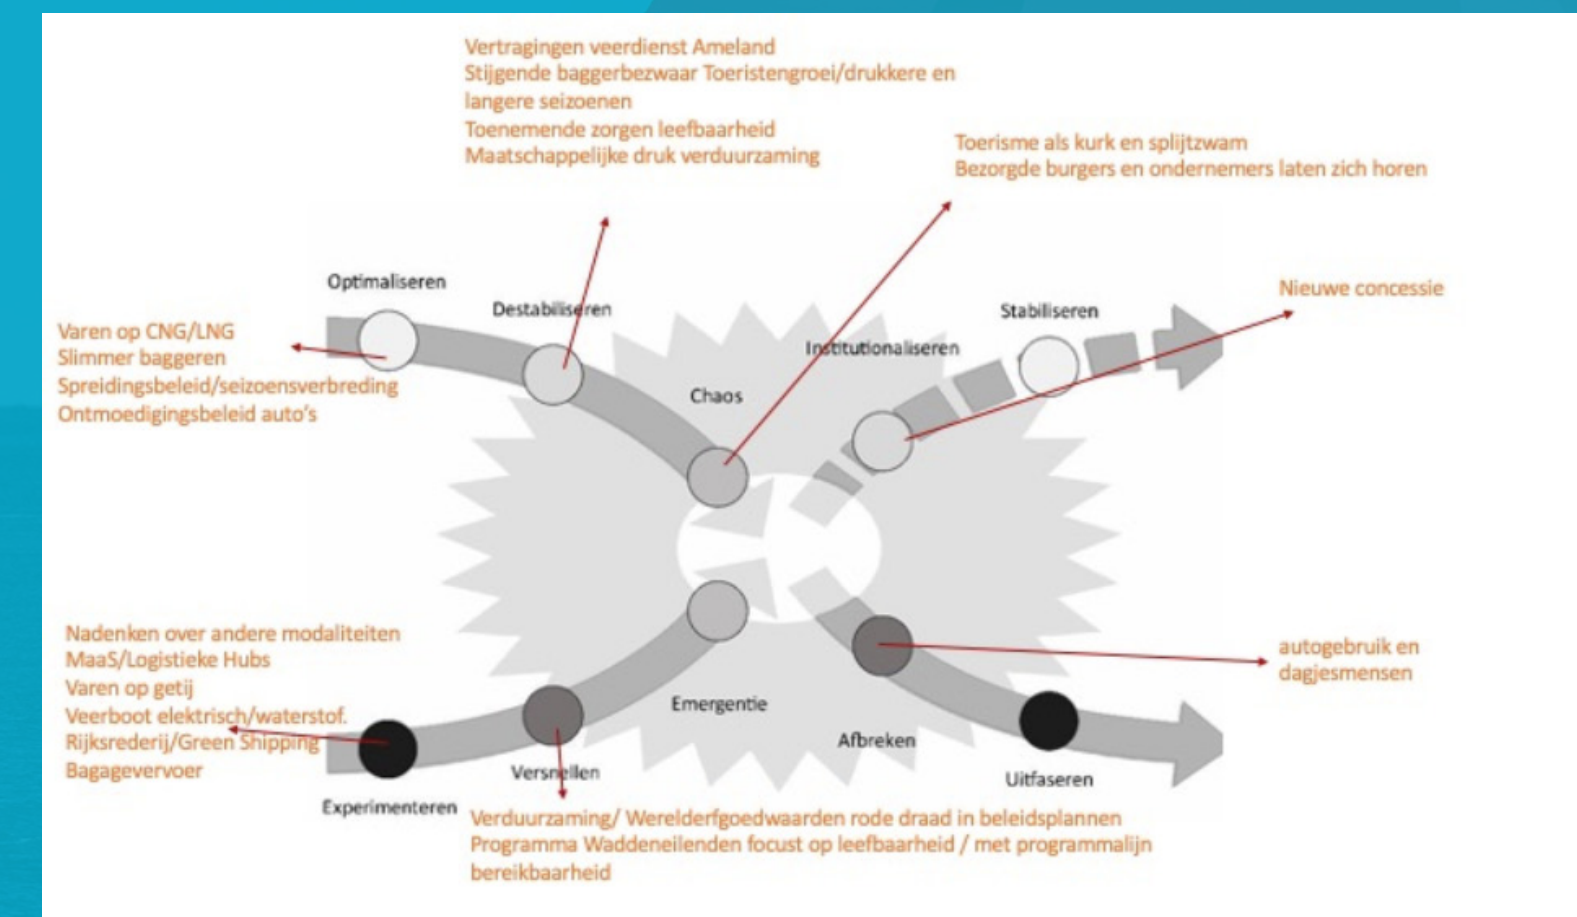 Vertragingen veerdienst Ameland
Stijgende baggerbezwaar Toeristengroei/drukkere en
langere seizoenen
Toenemende zorgen leefbaarheid
Maatschappelijke druk verduurzaming
Toerisme als kurk en splijtzwam
Bezorgde burgers en ondernemers laten zich horen
Optimaliseren
Destabiliseren
Chaos
Institutionaliseren
Stabiliseren
Nieuwe concessie
Varen op CNG/LNG
Slimmer baggeren
Spreidingsbeleid/seizoensverbreding
Ontmoedigingsbeleid auto's
Nadenken over andere modaliteiten
MaaS/Logistieke Hubs
Varen op getij
Veerboot elektrisch/waterstof.
Rijksrederij/Green Shipping
Bagagevervoer
Experimenteren
Versnellen
Emergentie
Afbreken
Uitfaseren
autogebruik en
dagjesmensen
Verduurzaming/ Werelderfgoedwaarden rode draad in beleidsplannen
Programma Waddeneilenden focust op leefbaarheid / met programmalijn
bereikbaarheid